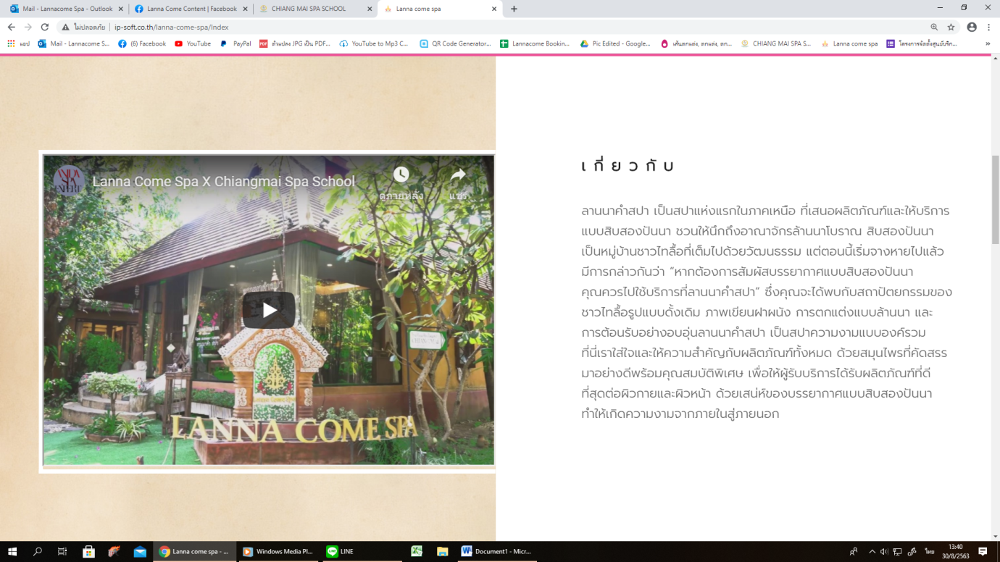 Mail - Lannacome Spa - Outlook
Lanna Come Content | Facebook
CHIANG MAI SPA SCHOOL
Lanna come spa
ไม่ปลอดภัย | ip-soft.co.th/lanna-come-spa/Index
แอป
Mail - Lannacome S...
(6) Facebook
YouTube
PayPal
ตัวแปลง JPG เป็น PDF...
YouTube to Mp3 C...
QR Code Generator...
Lannacome Bookin...
Pic Edited - Google...
เส้นตกแต่ง, ตกแต่ง, ตก...
CHIANG MAI SPA S...
Lanna come spa
โครงการจัดตั้งศูนย์บริก...
»
Lanna Come Spa X Chiangmai Spa School
ดูภายหลัง
แชร์
LANNA COME SPA
เกี่ยวกับ
ลานนาคำสปา เป็นสปาแห่งแรกในภาคเหนือ ที่เสนอผลิตภัณฑ์และให้บริการ
แบบสิบสองปันนา ชวนให้นึกถึงอาณาจักรล้านนาโบราณ สิบสองปันนา
เป็นหมู่บ้านชาวไทลื้อที่เต็มไปด้วยวัฒนธรรม แต่ตอนนี้เริ่มจางหายไปแล้ว
มีการกล่าวกันว่า “หากต้องการสัมผัสบรรยากาศแบบสิบสองปันนา
คุณควรไปใช้บริการที่ลานนาคำสปา” ซึ่งคุณจะได้พบกับสถาปัตยกรรมของ
ชาวไทลื้อรูปแบบดั้งเดิม ภาพเขียนฝาผนัง การตกแต่งแบบล้านนา และ
การต้อนรับอย่างอบอุ่นลานนาคำสปา เป็นสปาความงามแบบองค์รวม
ที่นี่เราใส่ใจและให้ความสำคัญกับผลิตภัณฑ์ทั้งหมด ด้วยสมุนไพรที่คัดสรร
มาอย่างดีพร้อมคุณสมบัติพิเศษ เพื่อให้ผู้รับบริการได้รับผลิตภัณฑ์ที่ดี
ที่สุดต่อผิวกายและผิวหน้า ด้วยเสน่ห์ของบรรยากาศแบบสิบสองปันนา
ทำให้เกิดความงามจากภายในสู่ภายนอก
Lanna come spa - ...
Windows Media Pl...
LINE
Document1 - Micr...
ไทย
13:40
30/8/2563